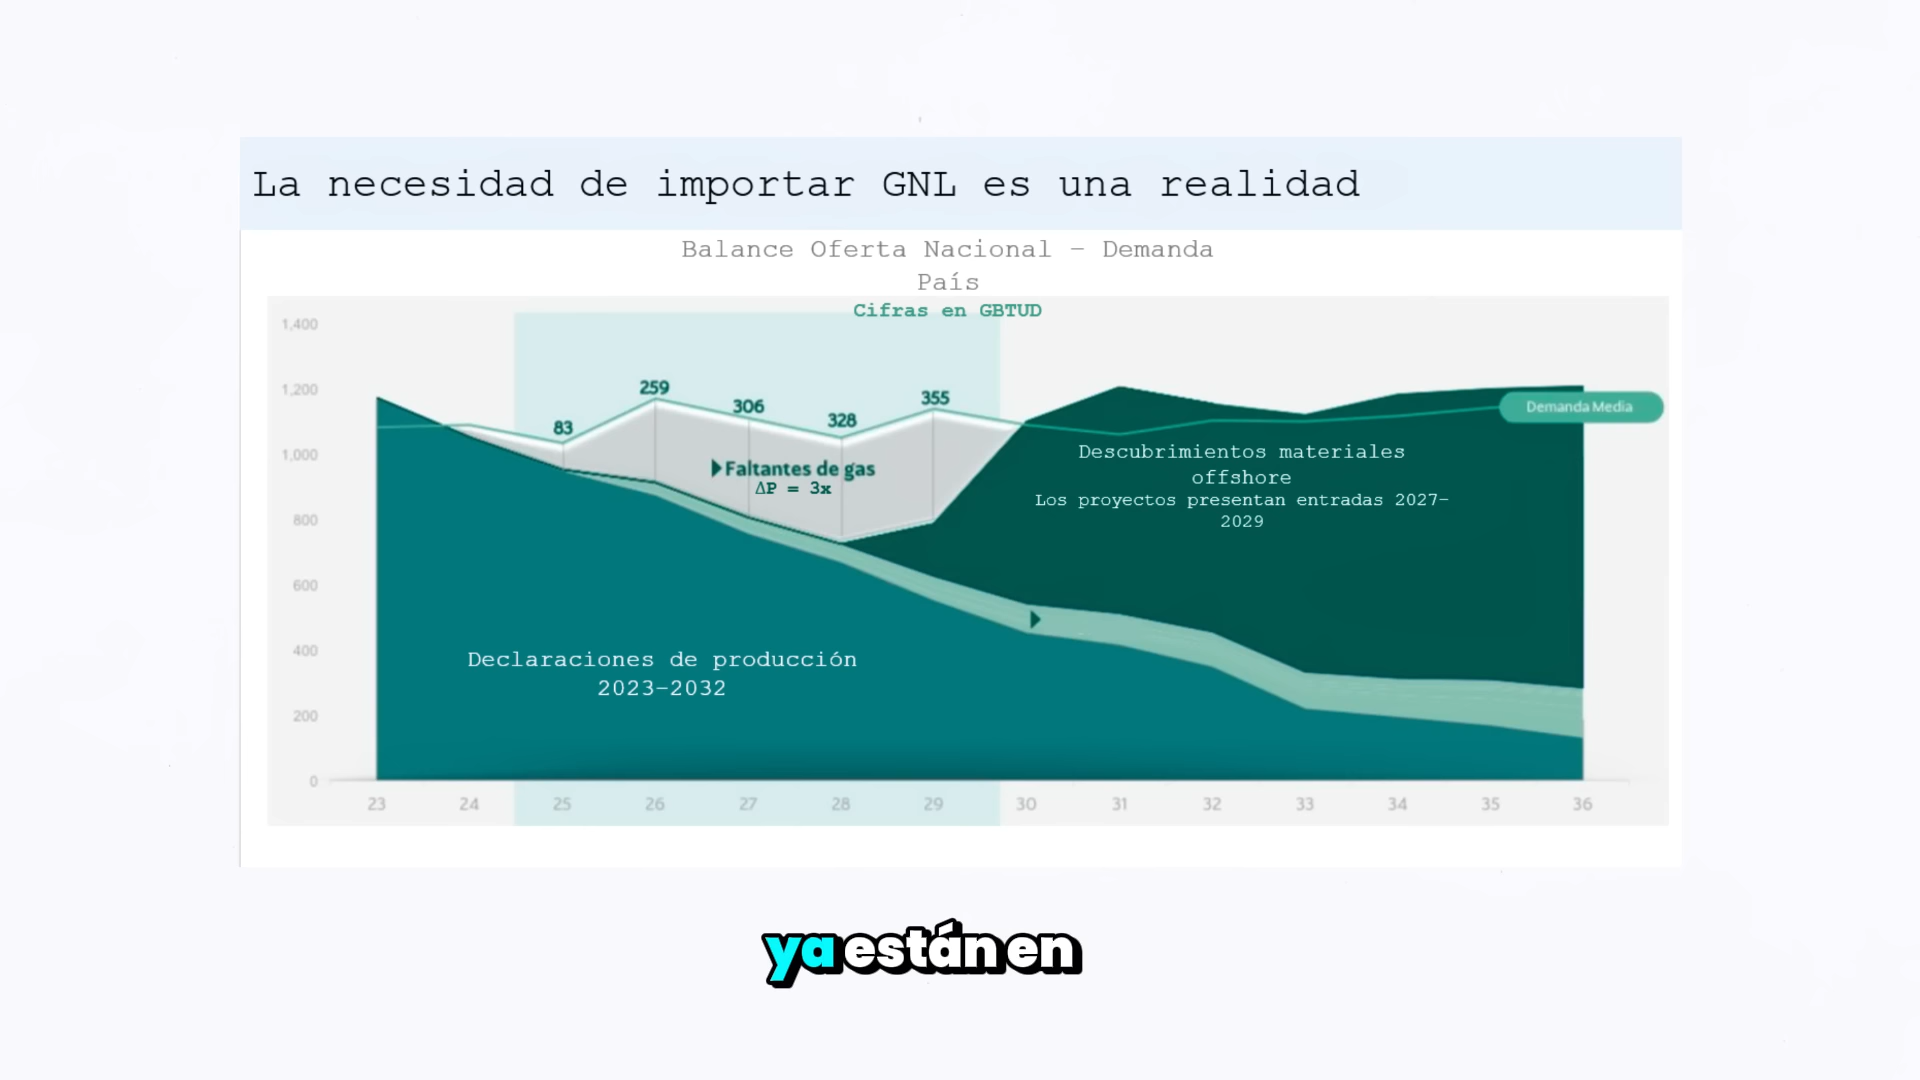 La necesidad de importar GNL es una realidad
Balance Oferta Nacional – Demanda
País
Cifras en GBTUD
1,400
1,200
1,000
800
600
400
200
0
83
259
306
328
355
Faltantes de gas
ΔP = 3x
Demanda Media
Descubrimientos materiales
offshore
Los proyectos presentan entradas 2027–
2029
Declaraciones de producción
2023–2032
23 24 25 26 27 28 29 30 31 32 33 34 35 36
ya están en